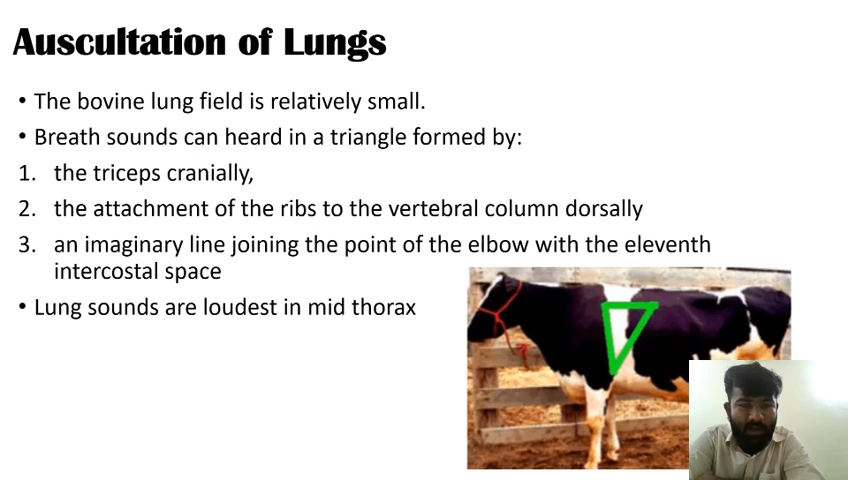 Auscultation of Lungs
• The bovine lung field is relatively small.
• Breath sounds can heard in a triangle formed by:
1. the triceps cranially,
2. the attachment of the ribs to the vertebral column dorsally
3. an imaginary line joining the point of the elbow with the eleventh
intercostal space
• Lung sounds are loudest in mid thorax